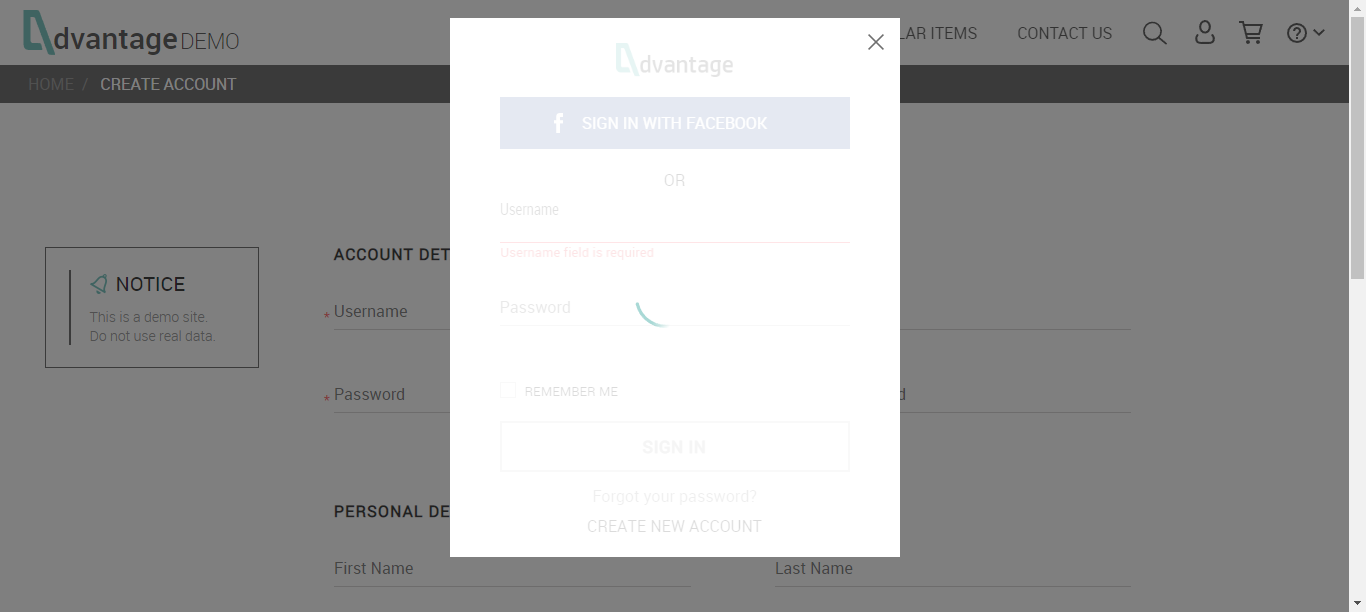 dvantage DEMO
LAR ITEMS
CONTACT US
HOME / CREATE ACCOUNT
dvantage
SIGN IN WITH FACEBOOK
OR
Username
Username field is required
Password
REMEMBER ME
SIGN IN
Forgot your password?
CREATE NEW ACCOUNT
NOTICE
This is a demo site.
Do not use real data.
ACCOUNT DET
* Username
* Password
d
PERSONAL DE
First Name
Last Name